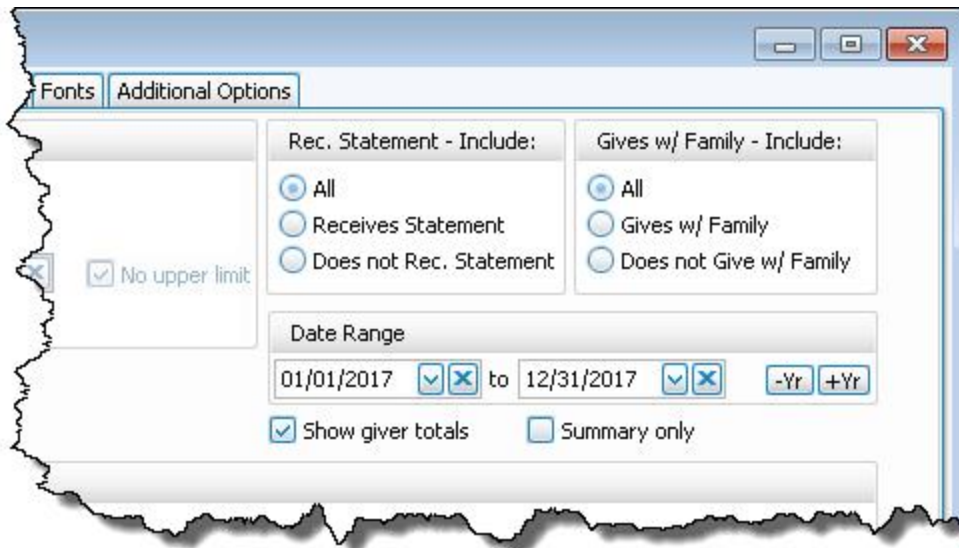 Fonts Additional Options
Rec. Statement - Include: Gives w/ Family - Include:
All All
Receives Statement Gives w/ Family
No upper limit Does not Rec. Statement Does not Give w/ Family
Date Range
01/01/2017 to 12/31/2017 -Yr +Yr
Show giver totals Summary only